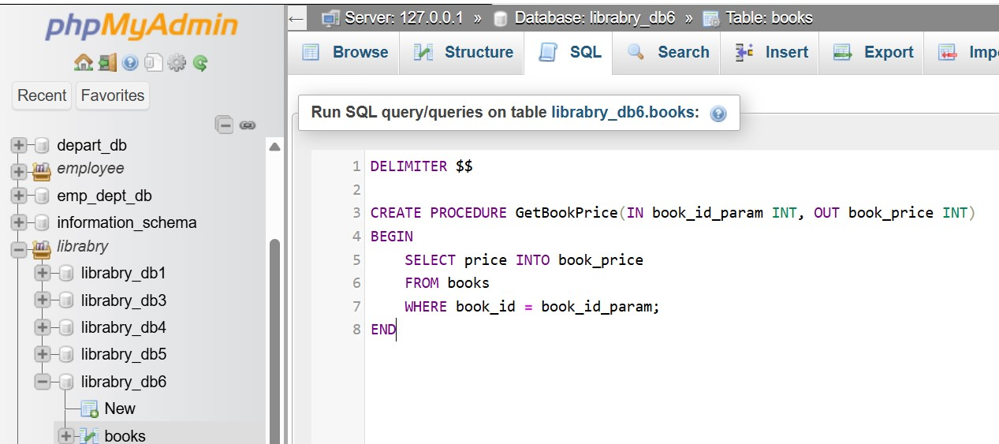 phpMyAdmin
Recent Favorites
depart_db
employee
emp_dept_db
information_schema
librabry
librabry_db1
librabry_db3
librabry_db4
librabry_db5
librabry_db6
New
books
← Server: 127.0.0.1 » Database: librabry_db6 » Table: books
Browse Structure SQL Search Insert Export Impo
Run SQL query/queries on table librabry_db6.books:
1 DELIMITER $$
2
3 CREATE PROCEDURE GetBookPrice(IN book_id_param INT, OUT book_price INT)
4 BEGIN
5 SELECT price INTO book_price
6 FROM books
7 WHERE book_id = book_id_param;
8 END